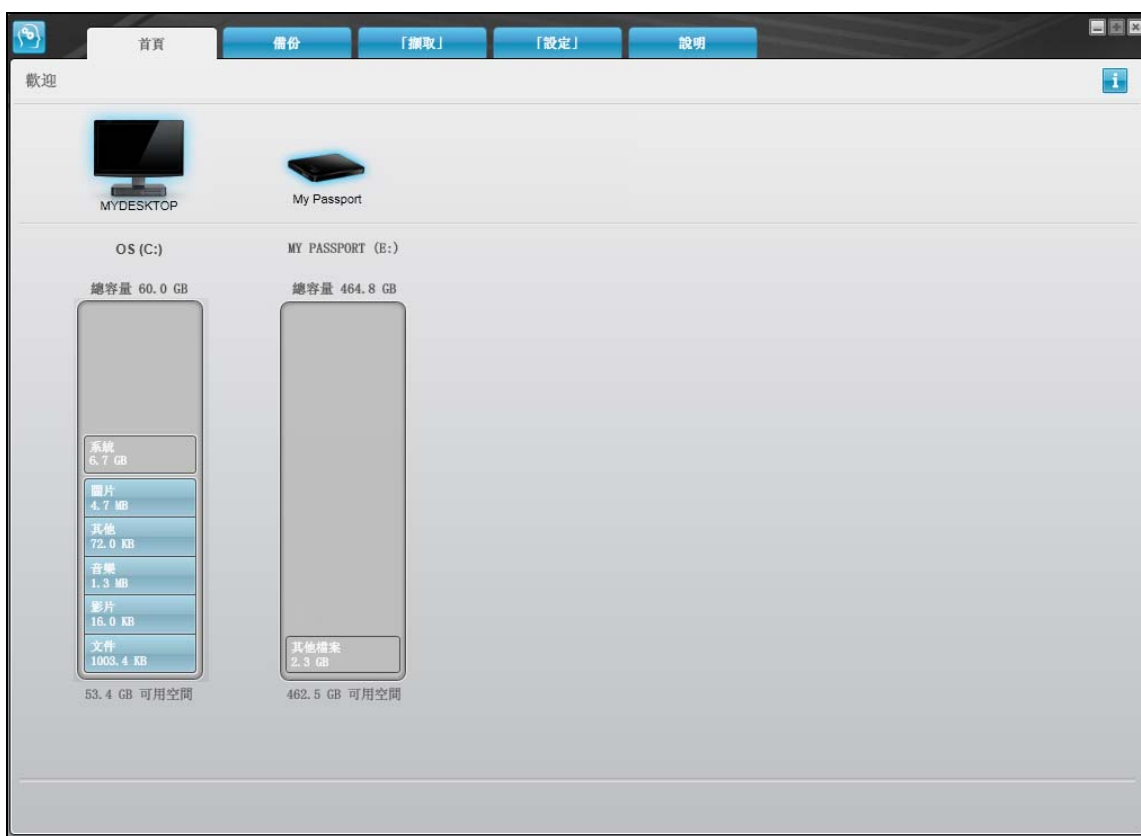 首頁
備份
「擷取」
「設定」
說明
歡迎
i
MYDESKTOP
My Passport
OS (C:)
MY PASSPORT (E:)
總容量 60.0 GB
總容量 464.8 GB
系統
6.7 GB
圖片
4.7 MB
其他
72.0 KB
音樂
1.3 MB
影片
16.0 KB
文件
1003.4 KB
其他檔案
2.3 GB
53.4 GB 可用空間
462.5 GB 可用空間